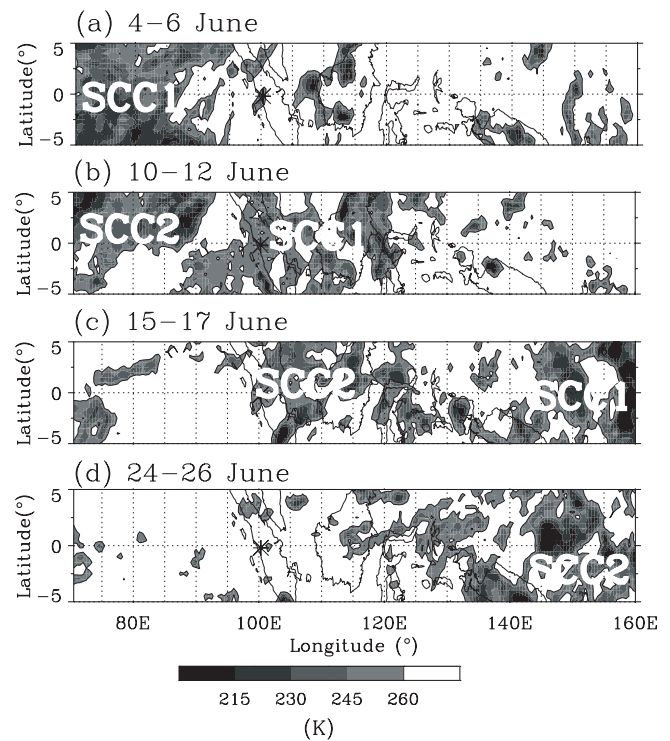 (a) 4−6 June
5
0
−5
Latitude(°)
SCC1
(b) 10−12 June
5
0
−5
Latitude(°)
SCC2 SCC1
(c) 15−17 June
5
0
−5
Latitude(°)
SCC2 SCC1
(d) 24−26 June
5
0
−5
Latitude(°)
SCC2
80E 100E 120E 140E 160E
Longitude (°)
215 230 245 260
(K)